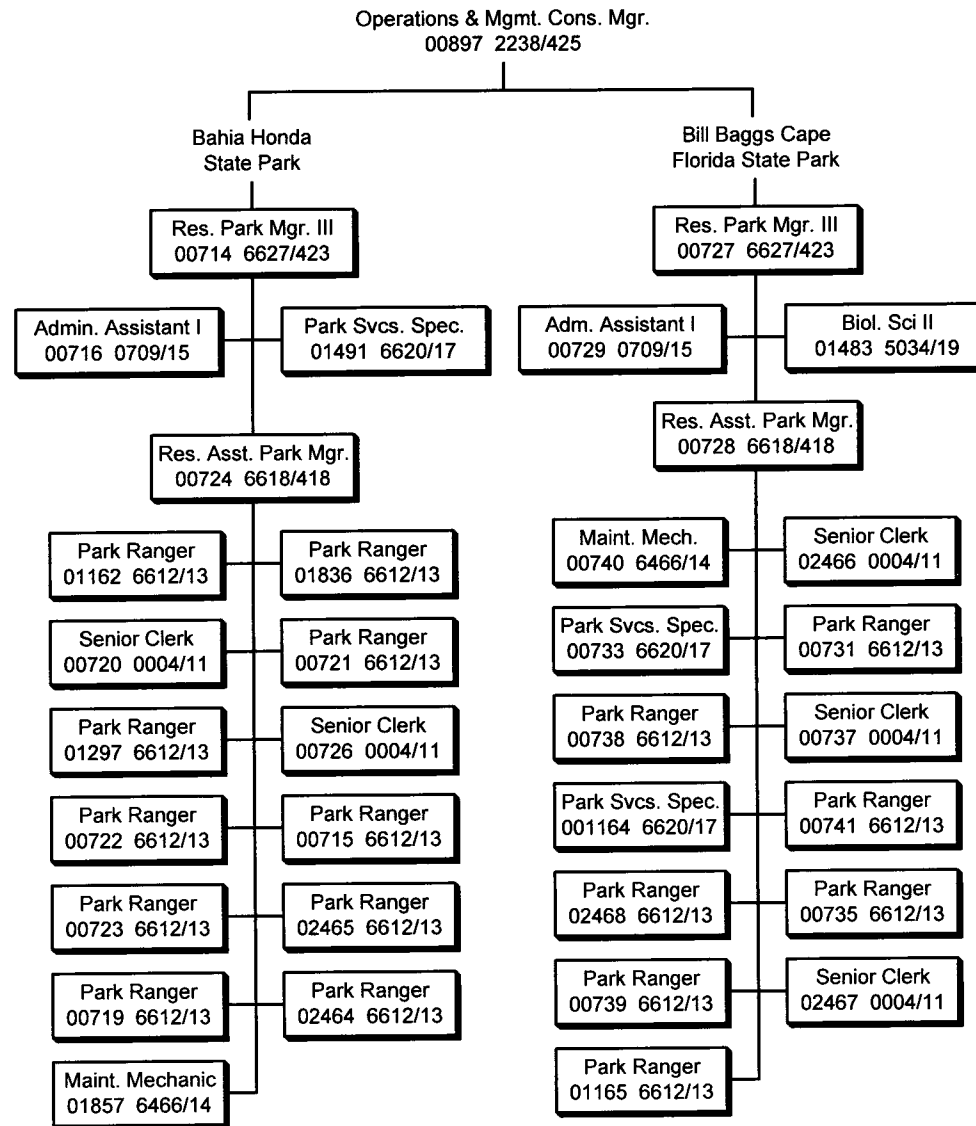 Operations & Mgmt. Cons. Mgr.
00897 2238/425
Bahia Honda
State Park
Res. Park Mgr. III
00714 6627/423
Admin. Assistant I
00716 0709/15
Park Svcs. Spec.
01491 6620/17
Res. Asst. Park Mgr.
00724 6618/418
Park Ranger
01162 6612/13
Park Ranger
01836 6612/13
Senior Clerk
00720 0004/11
Park Ranger
00721 6612/13
Park Ranger
01297 6612/13
Senior Clerk
00726 0004/11
Park Ranger
00722 6612/13
Park Ranger
00715 6612/13
Park Ranger
00723 6612/13
Park Ranger
02465 6612/13
Park Ranger
00719 6612/13
Park Ranger
02464 6612/13
Maint. Mechanic
01857 6466/14
Bill Baggs Cape
Florida State Park
Res. Park Mgr. III
00727 6627/423
Adm. Assistant I
00729 0709/15
Biol. Sci II
01483 5034/19
Res. Asst. Park Mgr.
00728 6618/418
Maint. Mech.
00740 6466/14
Senior Clerk
02466 0004/11
Park Svcs. Spec.
00733 6620/17
Park Ranger
00731 6612/13
Park Ranger
00738 6612/13
Senior Clerk
00737 0004/11
Park Svcs. Spec.
001164 6620/17
Park Ranger
00741 6612/13
Park Ranger
02468 6612/13
Park Ranger
00735 6612/13
Park Ranger
00739 6612/13
Senior Clerk
02467 0004/11
Park Ranger
01165 6612/13